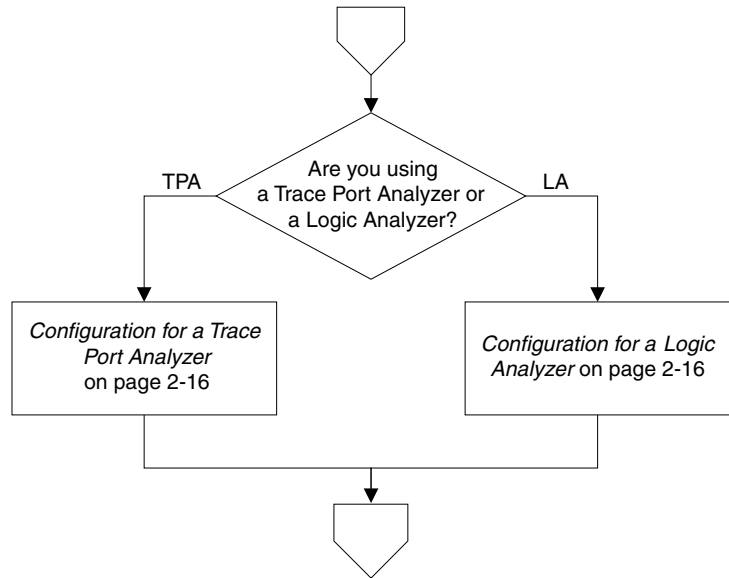 Are you using
a Trace Port Analyzer or
a Logic Analyzer?
TPA
LA
Configuration for a Trace
Port Analyzer
on page 2-16
Configuration for a Logic
Analyzer on page 2-16